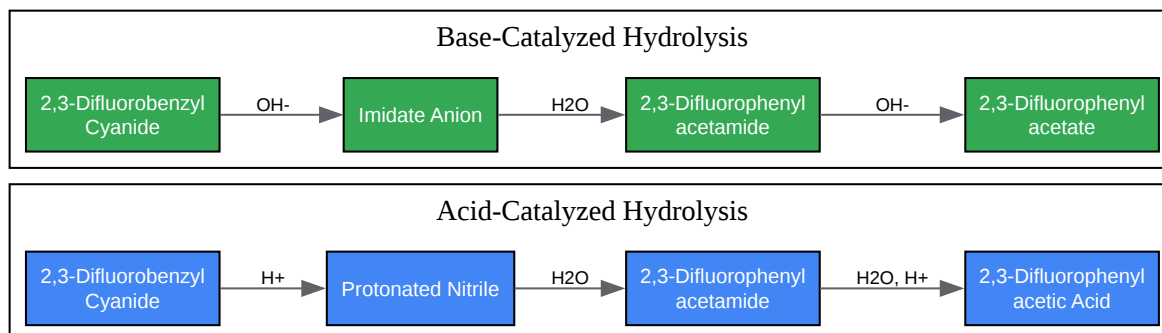 Base-Catalyzed Hydrolysis
2,3-Difluorobenzyl
Cyanide
OH-
Imidate Anion
H2O
2,3-Difluorophenyl
acetamide
OH-
2,3-Difluorophenyl
acetate
Acid-Catalyzed Hydrolysis
2,3-Difluorobenzyl
Cyanide
H+
Protonated Nitrile
H2O
2,3-Difluorophenyl
acetamide
H2O, H+
2,3-Difluorophenyl
acetic Acid